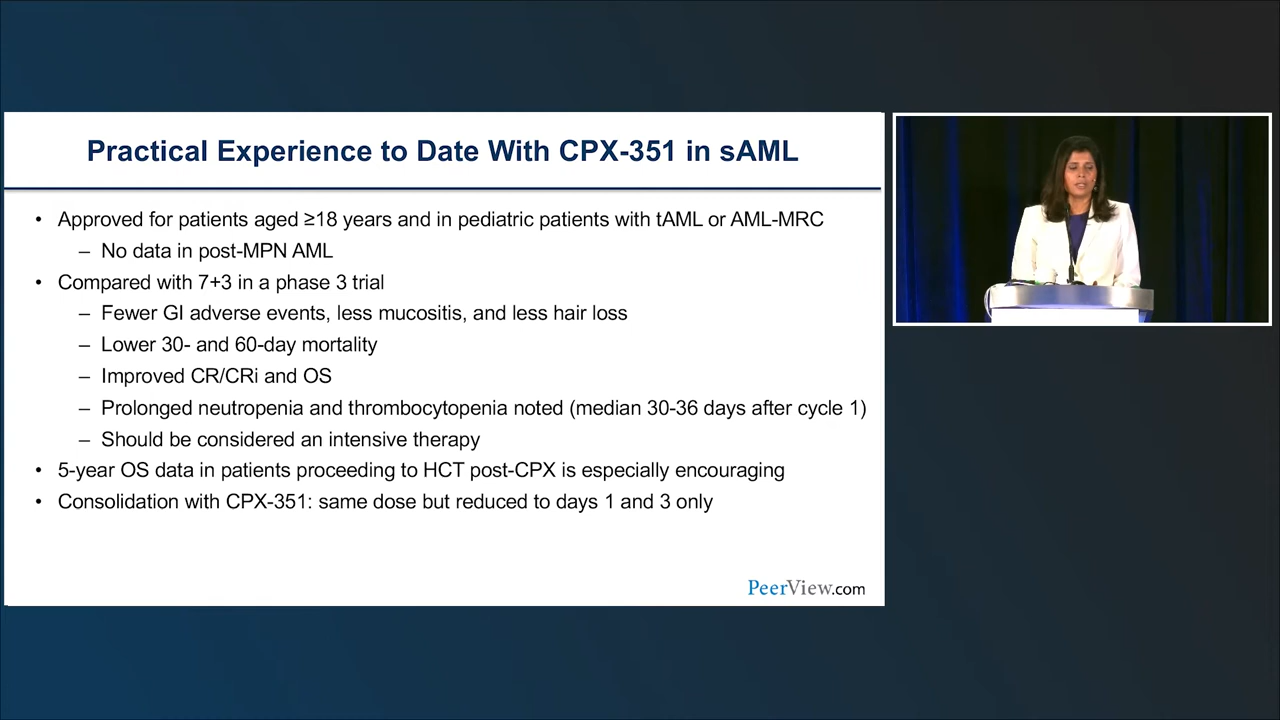 Practical Experience to Date With CPX-351 in sAML
• Approved for patients aged ≥18 years and in pediatric patients with tAML or AML-MRC
– No data in post-MPN AML
• Compared with 7+3 in a phase 3 trial
– Fewer GI adverse events, less mucositis, and less hair loss
– Lower 30- and 60-day mortality
– Improved CR/CRi and OS
– Prolonged neutropenia and thrombocytopenia noted (median 30-36 days after cycle 1)
– Should be considered an intensive therapy
• 5-year OS data in patients proceeding to HCT post-CPX is especially encouraging
• Consolidation with CPX-351: same dose but reduced to days 1 and 3 only
PeerView.com